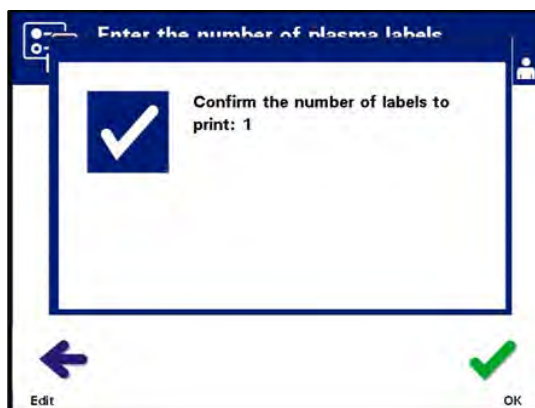 Enter the number of plasma labels
Confirm the number of labels to
print: 1
Edit
OK